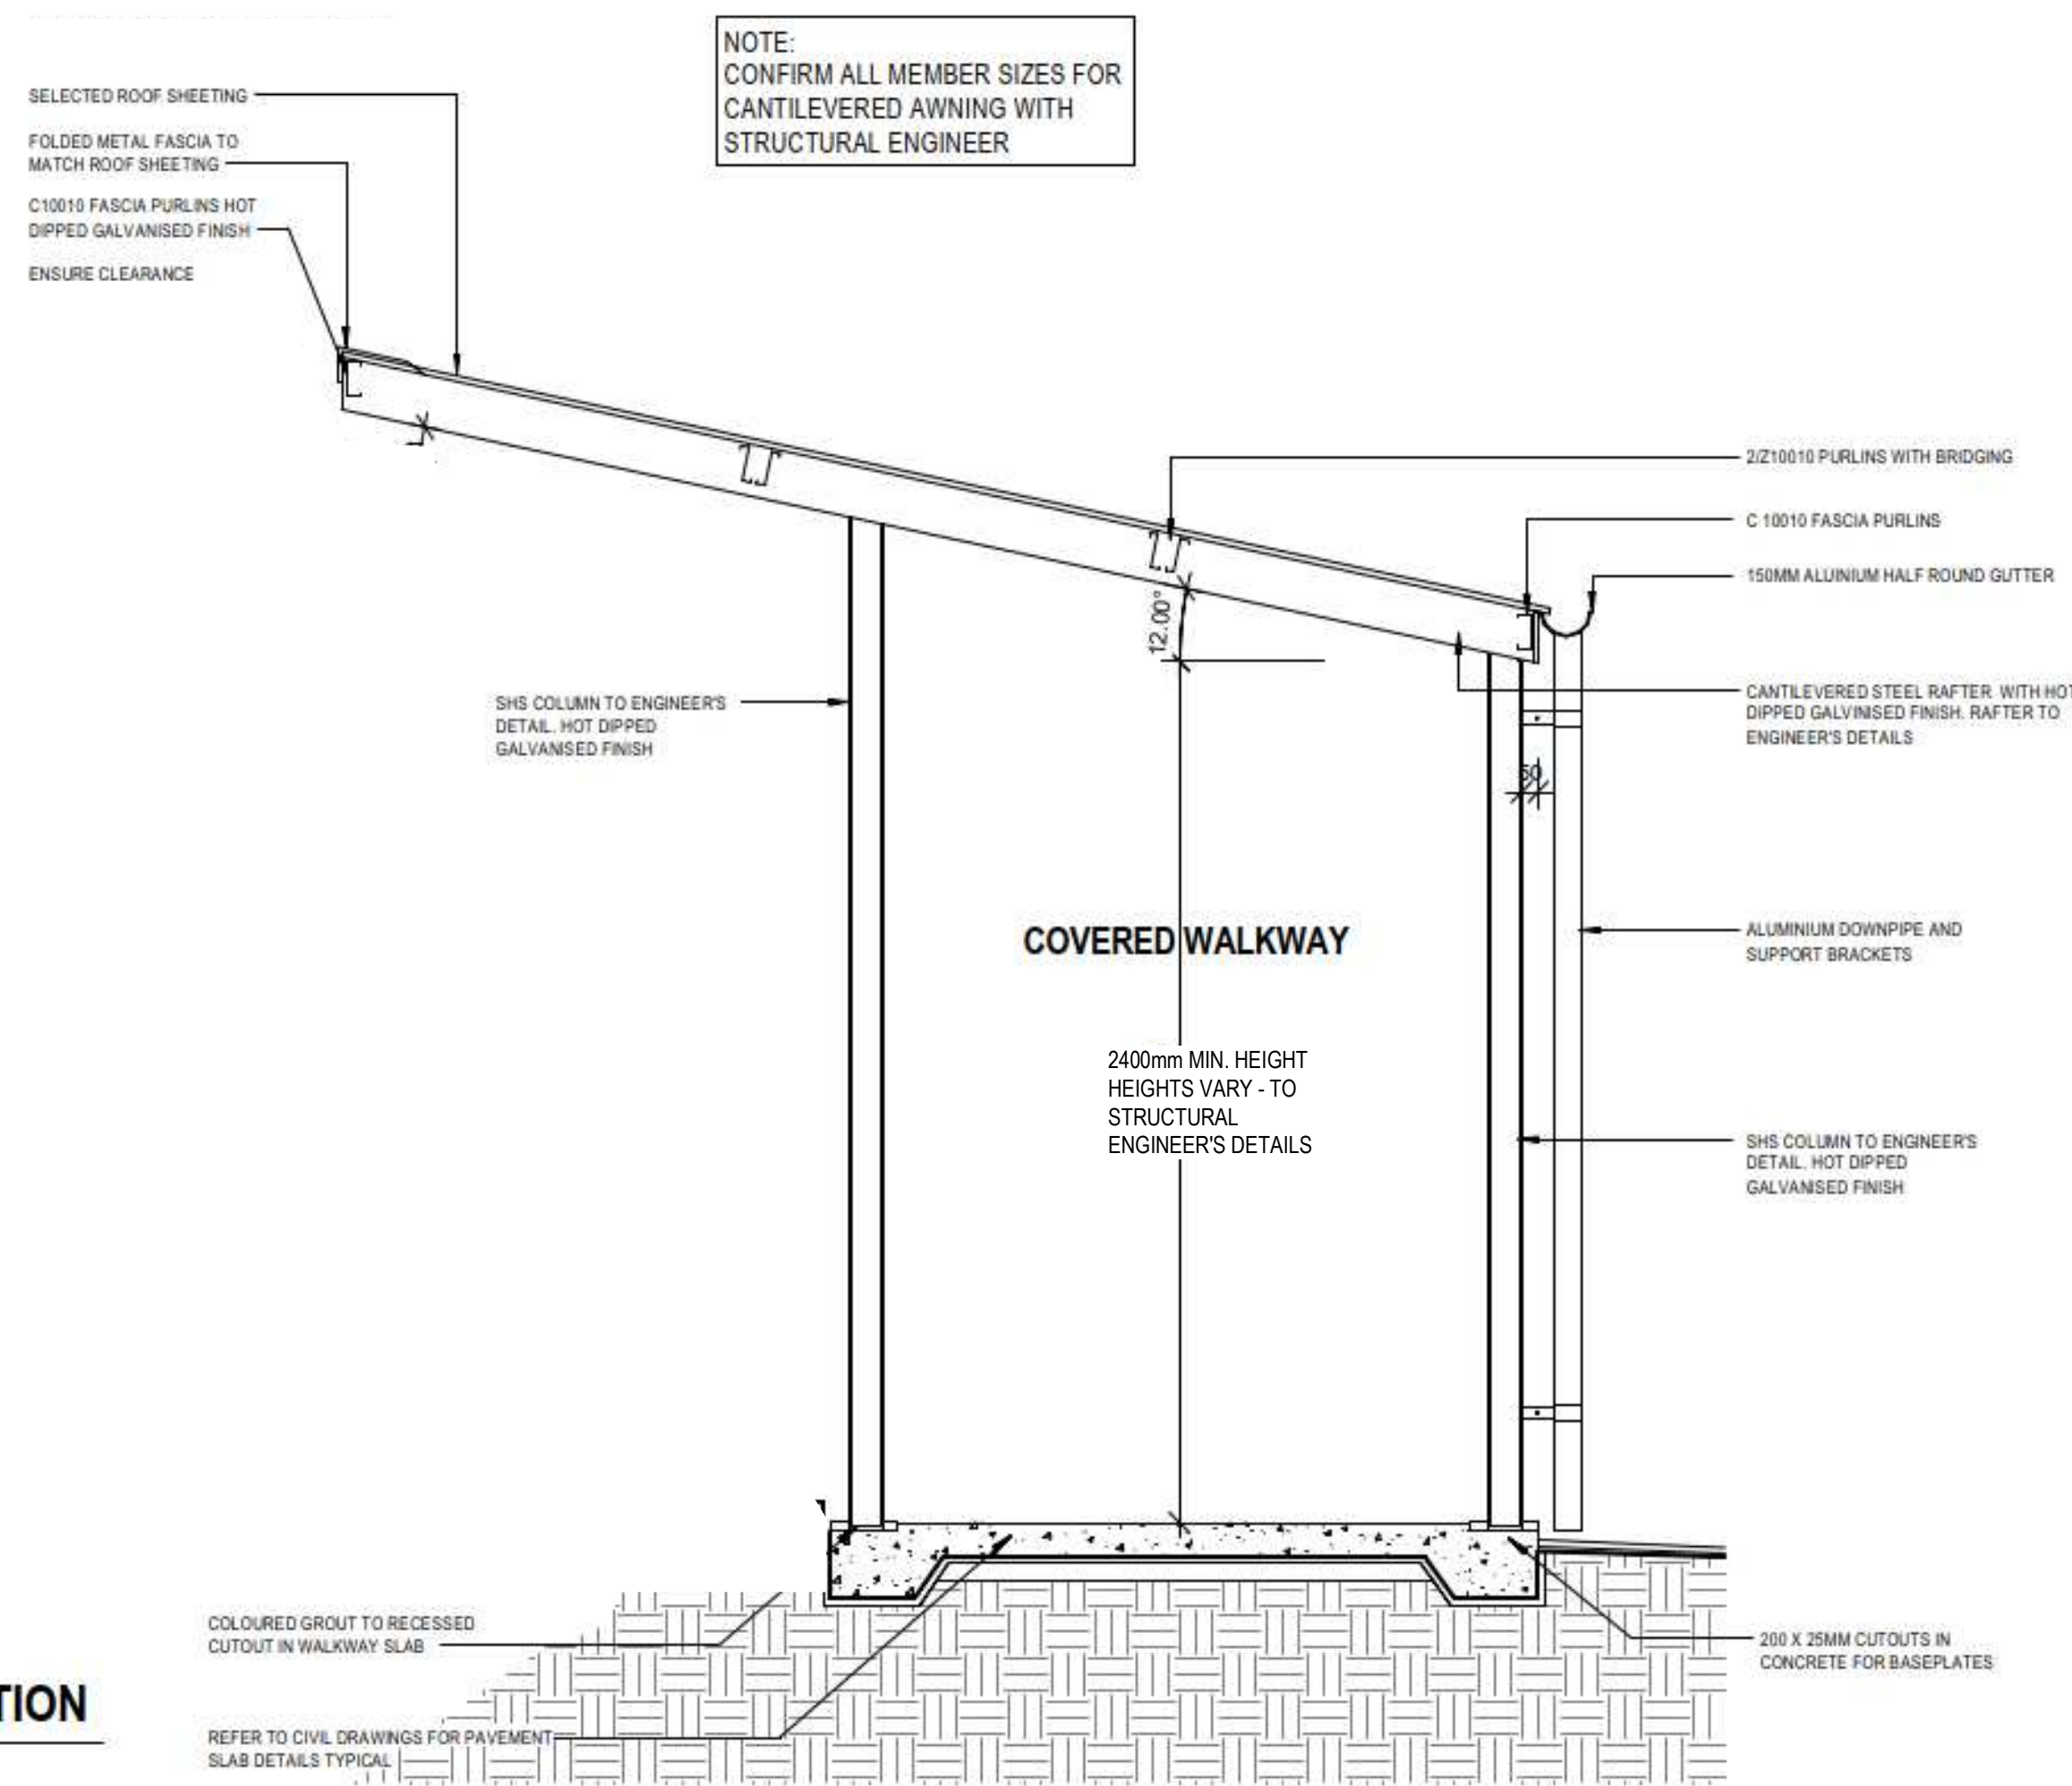 NOTE:
CONFIRM ALL MEMBER SIZES FOR
CANTILEVERED AWNING WITH
STRUCTURAL ENGINEER
SELECTED ROOF SHEETING
FOLDED METAL FASCIA TO
MATCH ROOF SHEETING
C10010 FASCIA PURLINS HOT
DIPPED GALVANISED FINISH
ENSURE CLEARANCE
2/Z10010 PURLINS WITH BRIDGING
C 10010 FASCIA PURLINS
150MM ALUINIUM HALF ROUND GUTTER
12.00°
CANTILEVERED STEEL RAFTER WITH HOT
DIPPED GALVINISED FINISH. RAFTER TO
ENGINEER'S DETAILS
SHS COLUMN TO ENGINEER'S
DETAIL. HOT DIPPED
GALVANISED FINISH
50
COVERED WALKWAY
ALUMINIUM DOWNPIPE AND
SUPPORT BRACKETS
2400mm MIN. HEIGHT
HEIGHTS VARY - TO
STRUCTURAL
ENGINEER'S DETAILS
SHS COLUMN TO ENGINEER'S
DETAIL. HOT DIPPED
GALVANISED FINISH
COLOURED GROUT TO RECESSED
CUTOUT IN WALKWAY SLAB
200 X 25MM CUTOUTS IN
CONCRETE FOR BASEPLATES
TION
REFER TO CIVIL DRAWINGS FOR PAVEMENT
SLAB DETAILS TYPICAL